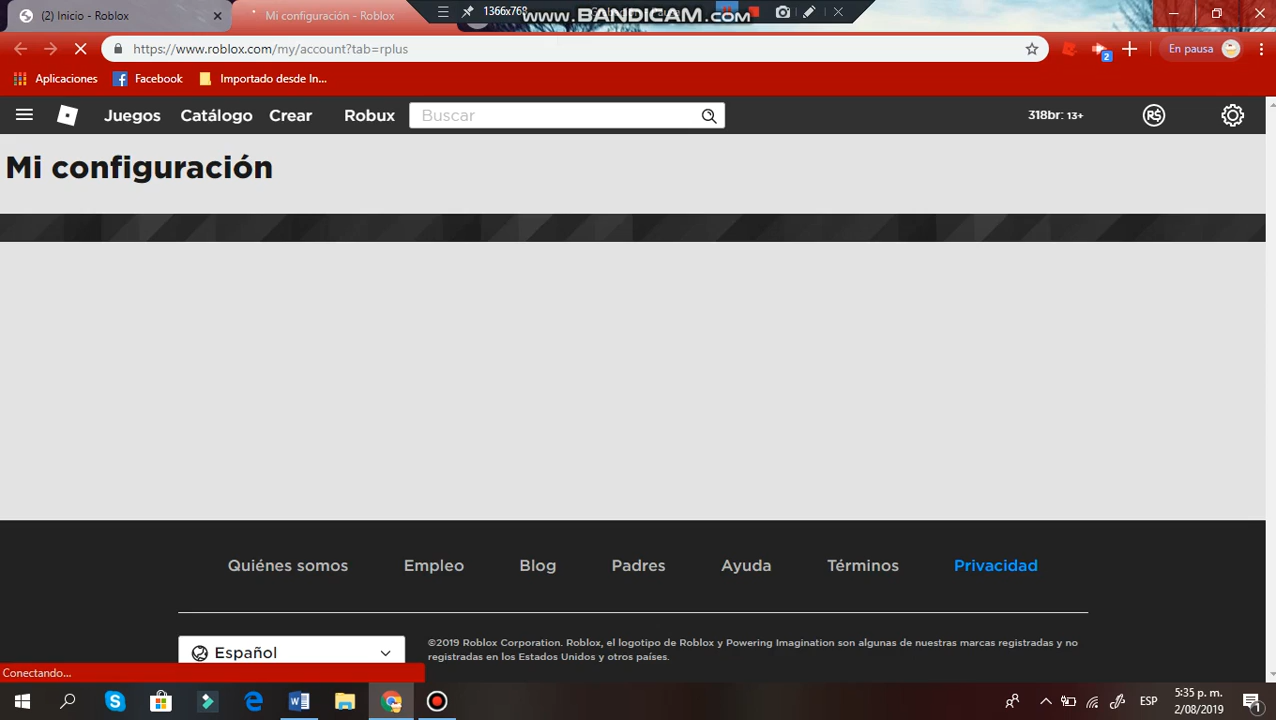 (2) Inicio - Roblox
Mi configuración - Roblox
1366x768
www.BANDICAM.com
https://www.roblox.com/my/account?tab=rplus
2
En pausa
Aplicaciones
Facebook
Importado desde In...
Juegos
Catálogo
Crear
Robux
Buscar
318br: 13+
R$
Mi configuración
Quiénes somos
Empleo
Blog
Padres
Ayuda
Términos
Privacidad
Español
©2019 Roblox Corporation. Roblox, el logotipo de Roblox y Powering Imagination son algunas de nuestras marcas registradas y no
registradas en los Estados Unidos y otros países.
Conectando...
ESP
5:35 p. m.
2/08/2019
1